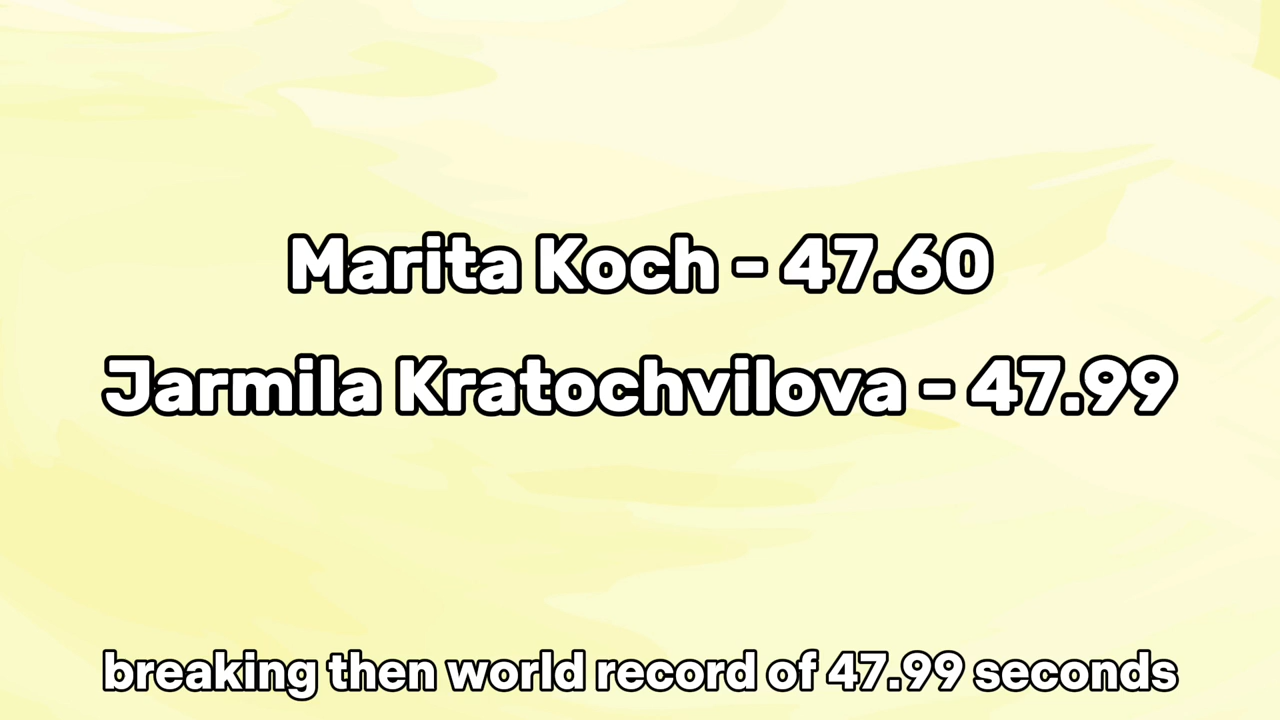 Marita Koch - 47.60
Jarmila Kratochvilova - 47.99
breaking then world record of 47.99 seconds